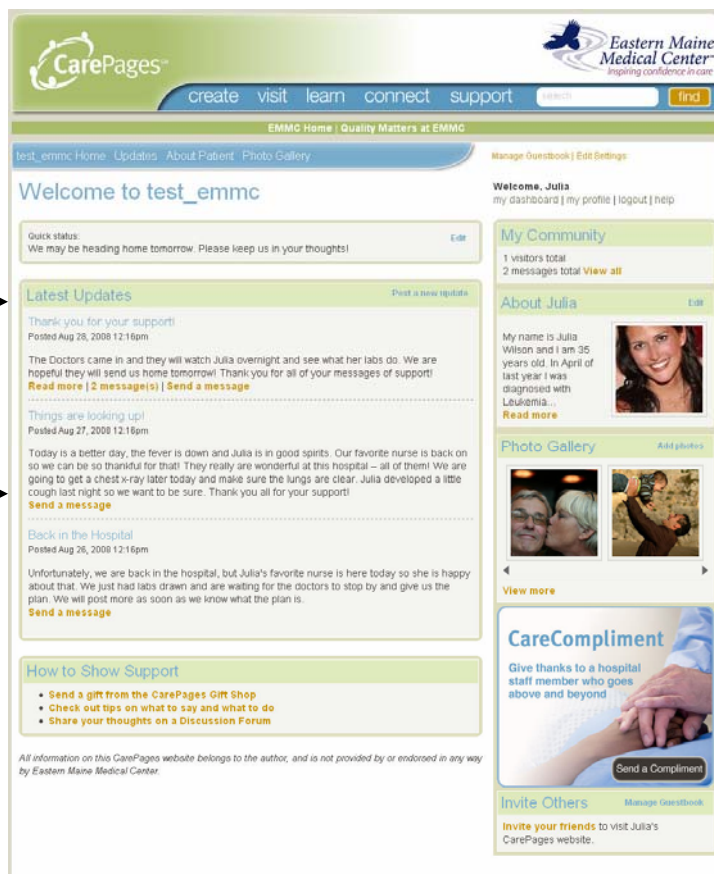 CarePages℠
Eastern Maine
Medical Center
Inspiring confidence in care
create visit learn connect support search find
EMMC Home | Quality Matters at EMMC
test_emmc Home Updates About Patient Photo Gallery
Manage Guestbook | Edit Settings
Welcome to test_emmc
Welcome, Julia
my dashboard | my profile | logout | help
Quick status:
Edit
We may be heading home tomorrow. Please keep us in your thoughts!
Latest Updates
Post a new update
Thank you for your support!
Posted Aug 28, 2008 12:16pm
The Doctors came in and they will watch Julia overnight and see what her labs do. We are
hopeful they will send us home tomorrow! Thank you for all of your messages of support!
Read more | 2 message(s) | Send a message
Things are looking up!
Posted Aug 27, 2008 12:16pm
Today is a better day, the fever is down and Julia is in good spirits. Our favorite nurse is back on
so we can be so thankful for that! They really are wonderful at this hospital – all of them! We are
going to get a chest x-ray later today and make sure the lungs are clear. Julia developed a little
cough last night so we want to be sure. Thank you all for your support!
Send a message
Back in the Hospital
Posted Aug 26, 2008 12:16pm
Unfortunately, we are back in the hospital, but Julia's favorite nurse is here today so she is happy
about that. We just had labs drawn and are waiting for the doctors to stop by and give us the
plan. We will post more as soon as we know what the plan is.
Send a message
How to Show Support
Send a gift from the CarePages Gift Shop
Check out tips on what to say and what to do
Share your thoughts on a Discussion Forum
All information on this CarePages website belongs to the author, and is not provided by or endorsed in any way
by Eastern Maine Medical Center.
My Community
1 visitors total
2 messages total View all
About Julia
Edit
My name is Julia
Wilson and I am 35
years old. In April of
last year I was
diagnosed with
Leukemia...
Read more
Photo Gallery
Add photos
View more
CareCompliment
Give thanks to a hospital
staff member who goes
above and beyond
Send a Compliment
Invite Others
Manage Guestbook
Invite your friends to visit Julia's
CarePages website.